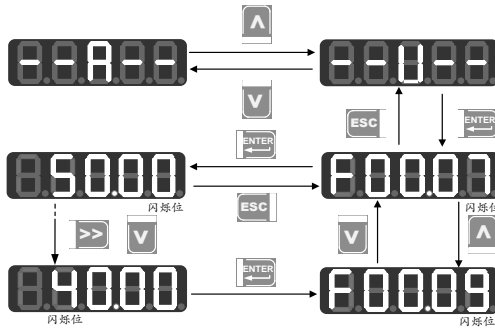 --A--
∧
--U--
∨
ESC
ENTER
ENTER
50.00
F00.07
闪烁位
ESC
闪烁位
>>
∨
∨
∧
ENTER
40.00
F00.09
闪烁位
闪烁位